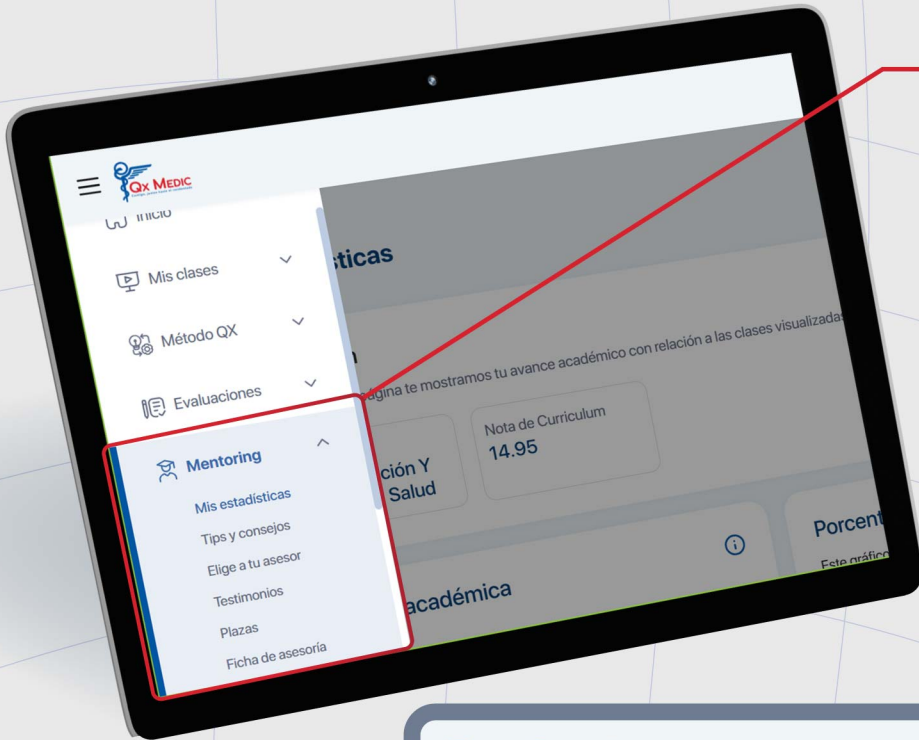 QX MEDIC
Inicio
Mis clases
Método QX
Evaluaciones
Mentoring
Mis estadísticas
Tips y consejos
Elige a tu asesor
Testimonios
Plazas
Ficha de asesoría
sticas
página te mostramos tu avance académico con relación a las clases visualizadas
ción Y
Salud
Nota de Curriculum
14.95
académica
Porcent
Este gráfico